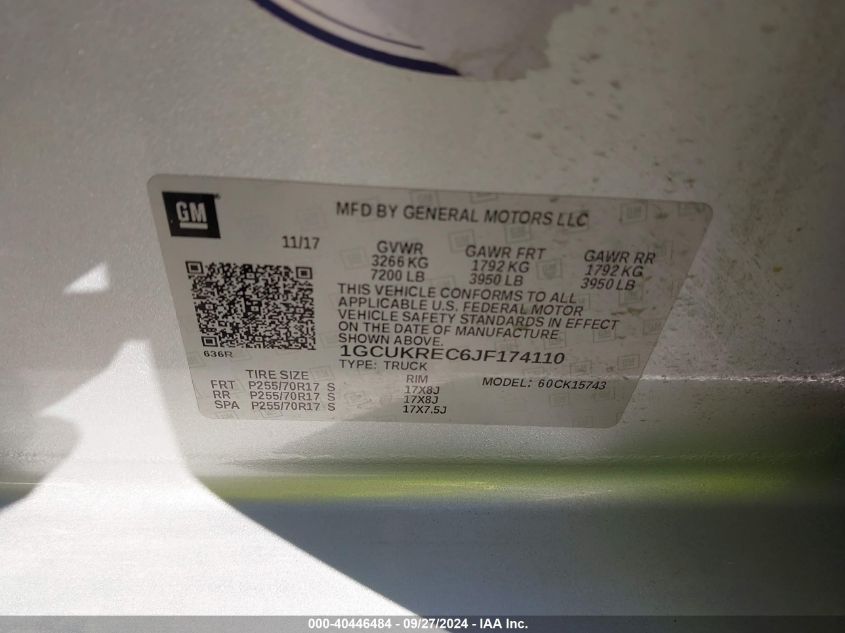 GM
MFD BY GENERAL MOTORS LLC
11/17
GVWR GAWR FRT GAWR RR
3266 KG 1792 KG 1792 KG
7200 LB 3950 LB 3950 LB
THIS VEHICLE CONFORMS TO ALL
APPLICABLE U.S. FEDERAL MOTOR
VEHICLE SAFETY STANDARDS IN EFFECT
ON THE DATE OF MANUFACTURE
SHOWN ABOVE.
636R
1GCUKREC6JF174110
TYPE: TRUCK
TIRE SIZE RIM MODEL: 60CK15743
FRT P255/70R17 S 17X8J
RR P255/70R17 S 17X8J
SPA P255/70R17 S 17X7.5J
000-40446484 - 09/27/2024 - IAA Inc.